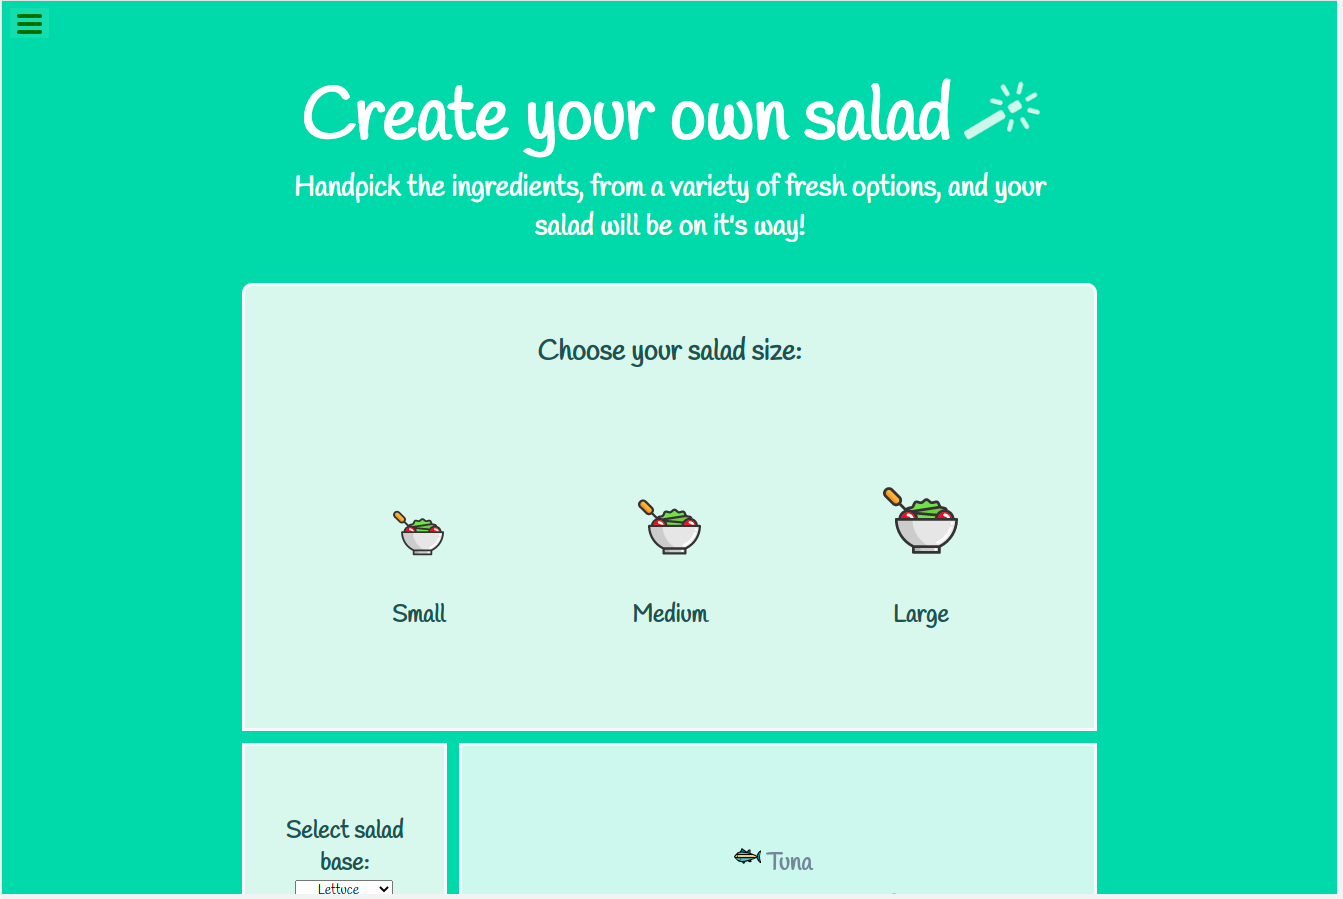 Create your own salad
Handpick the ingredients, from a variety of fresh options, and your
salad will be on it's way!
Choose your salad size:
Small
Medium
Large
Select salad
base:
Lettuce
Tuna